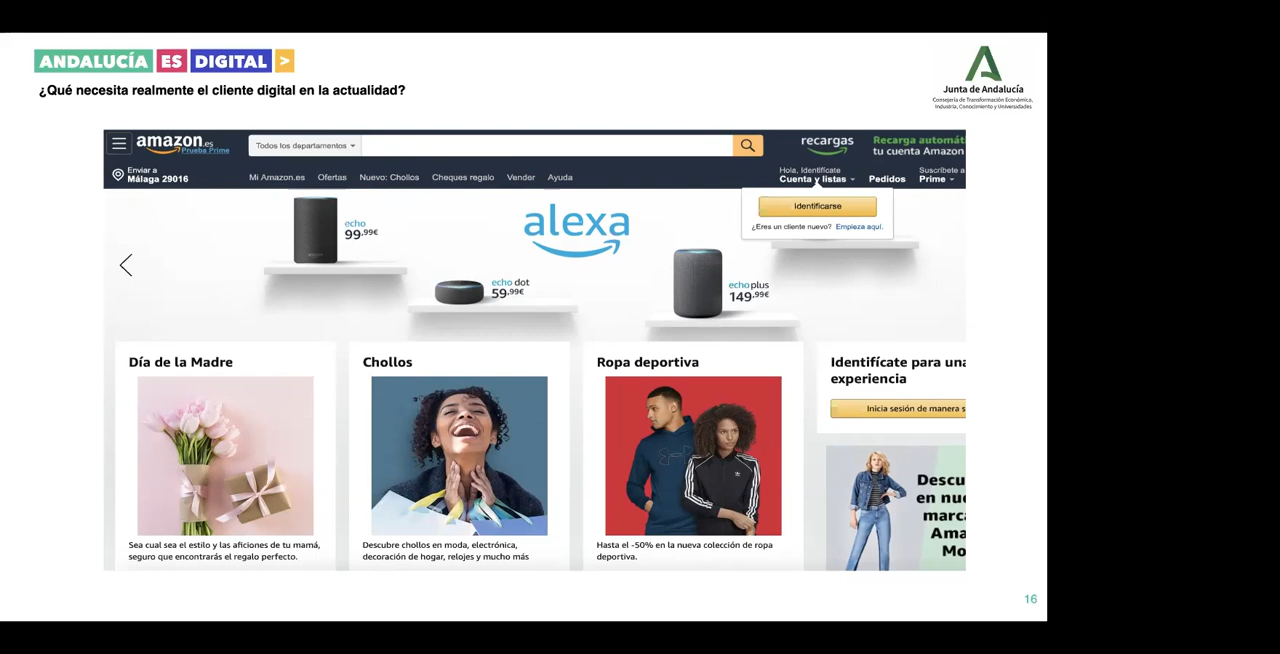 ANDALUCÍA ES DIGITAL >
¿Qué necesita realmente el cliente digital en la actualidad?
Junta de Andalucía
Consejería de Transformación Económica,
Industria, Conocimiento y Universidades
amazon.es
Prueba Prime
Todos los departamentos
recargas
Recarga automát
tu cuenta Amazon
Enviar a
Málaga 29016
Mi Amazon.es Ofertas Nuevo: Chollos Cheques regalo Vender Ayuda
Hola, Identifícate
Cuenta y listas
Pedidos
Suscríbete a
Prime
Identificarse
¿Eres un cliente nuevo? Empieza aquí.
echo
99,99€
alexa
echo dot
59,99€
echo plus
149,99€
Día de la Madre
Sea cual sea el estilo y las aficiones de tu mamá,
seguro que encontrarás el regalo perfecto.
Chollos
Descubre chollos en moda, electrónica,
decoración de hogar, relojes y mucho más
Ropa deportiva
Hasta el -50% en la nueva colección de ropa
deportiva.
Identifícate para una
experiencia
Inicia sesión de manera s
Descu
en nue
marca
Ama
Mo
16